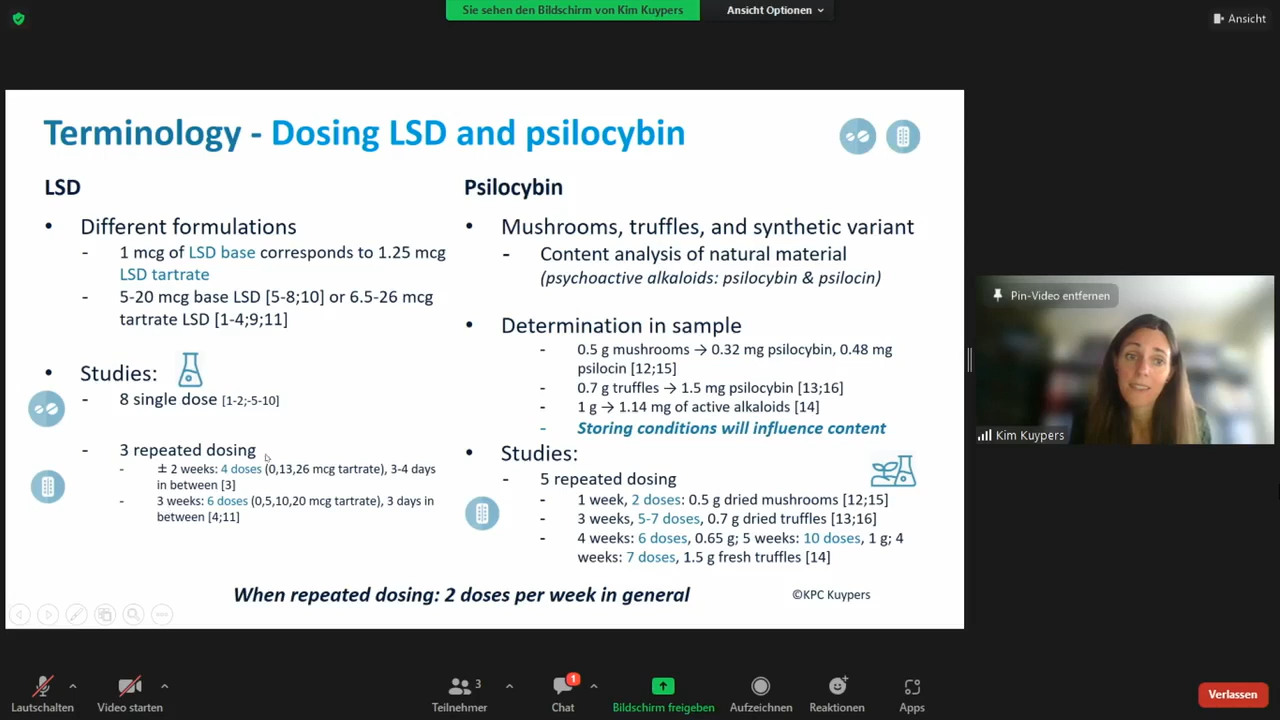 Sie sehen den Bildschirm von Kim Kuypers
Ansicht Optionen
Ansicht
Terminology - Dosing LSD and psilocybin
LSD
• Different formulations
- 1 mcg of LSD base corresponds to 1.25 mcg
LSD tartrate
- 5-20 mcg base LSD [5-8;10] or 6.5-26 mcg
tartrate LSD [1-4;9;11]
• Studies:
- 8 single dose [1-2;-5-10]
- 3 repeated dosing
- ± 2 weeks: 4 doses (0,13,26 mcg tartrate), 3-4 days
in between [3]
- 3 weeks: 6 doses (0,5,10,20 mcg tartrate), 3 days in
between [4;11]
Psilocybin
• Mushrooms, truffles, and synthetic variant
- Content analysis of natural material
(psychoactive alkaloids: psilocybin & psilocin)
• Determination in sample
- 0.5 g mushrooms → 0.32 mg psilocybin, 0.48 mg
psilocin [12;15]
- 0.7 g truffles → 1.5 mg psilocybin [13;16]
- 1 g → 1.14 mg of active alkaloids [14]
- Storing conditions will influence content
• Studies:
- 5 repeated dosing
- 1 week, 2 doses: 0.5 g dried mushrooms [12;15]
- 3 weeks, 5-7 doses, 0.7 g dried truffles [13;16]
- 4 weeks: 6 doses, 0.65 g; 5 weeks: 10 doses, 1 g; 4
weeks: 7 doses, 1.5 g fresh truffles [14]
When repeated dosing: 2 doses per week in general
©KPC Kuypers
Pin-Video entfernen
Kim Kuypers
Lautschalten
Video starten
3
Teilnehmer
1
Chat
Bildschirm freigeben
Aufzeichnen
Reaktionen
Apps
Verlassen